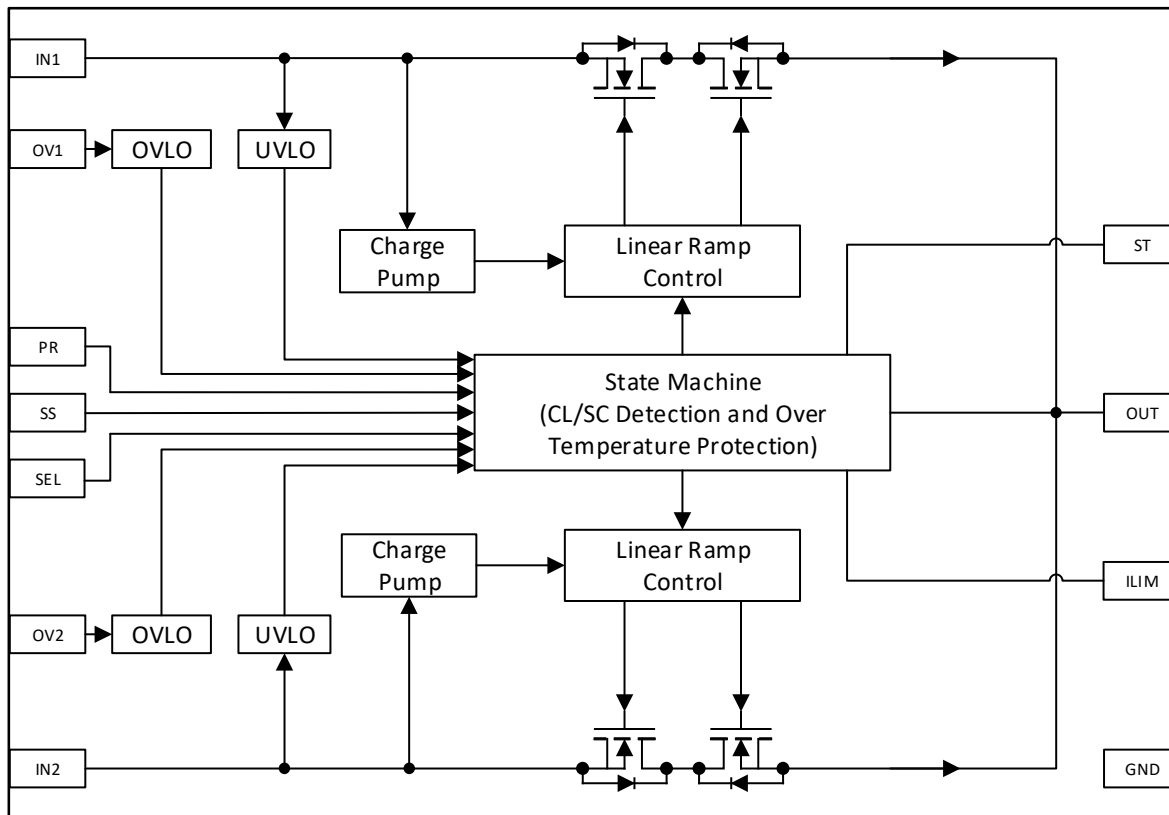 IN1
OV1
OVLO
UVLO
Charge
Pump
Linear Ramp
Control
ST
PR
SS
SEL
State Machine
(CL/SC Detection and Over
Temperature Protection)
OUT
Charge
Pump
Linear Ramp
Control
ILIM
OV2
OVLO
UVLO
IN2
GND